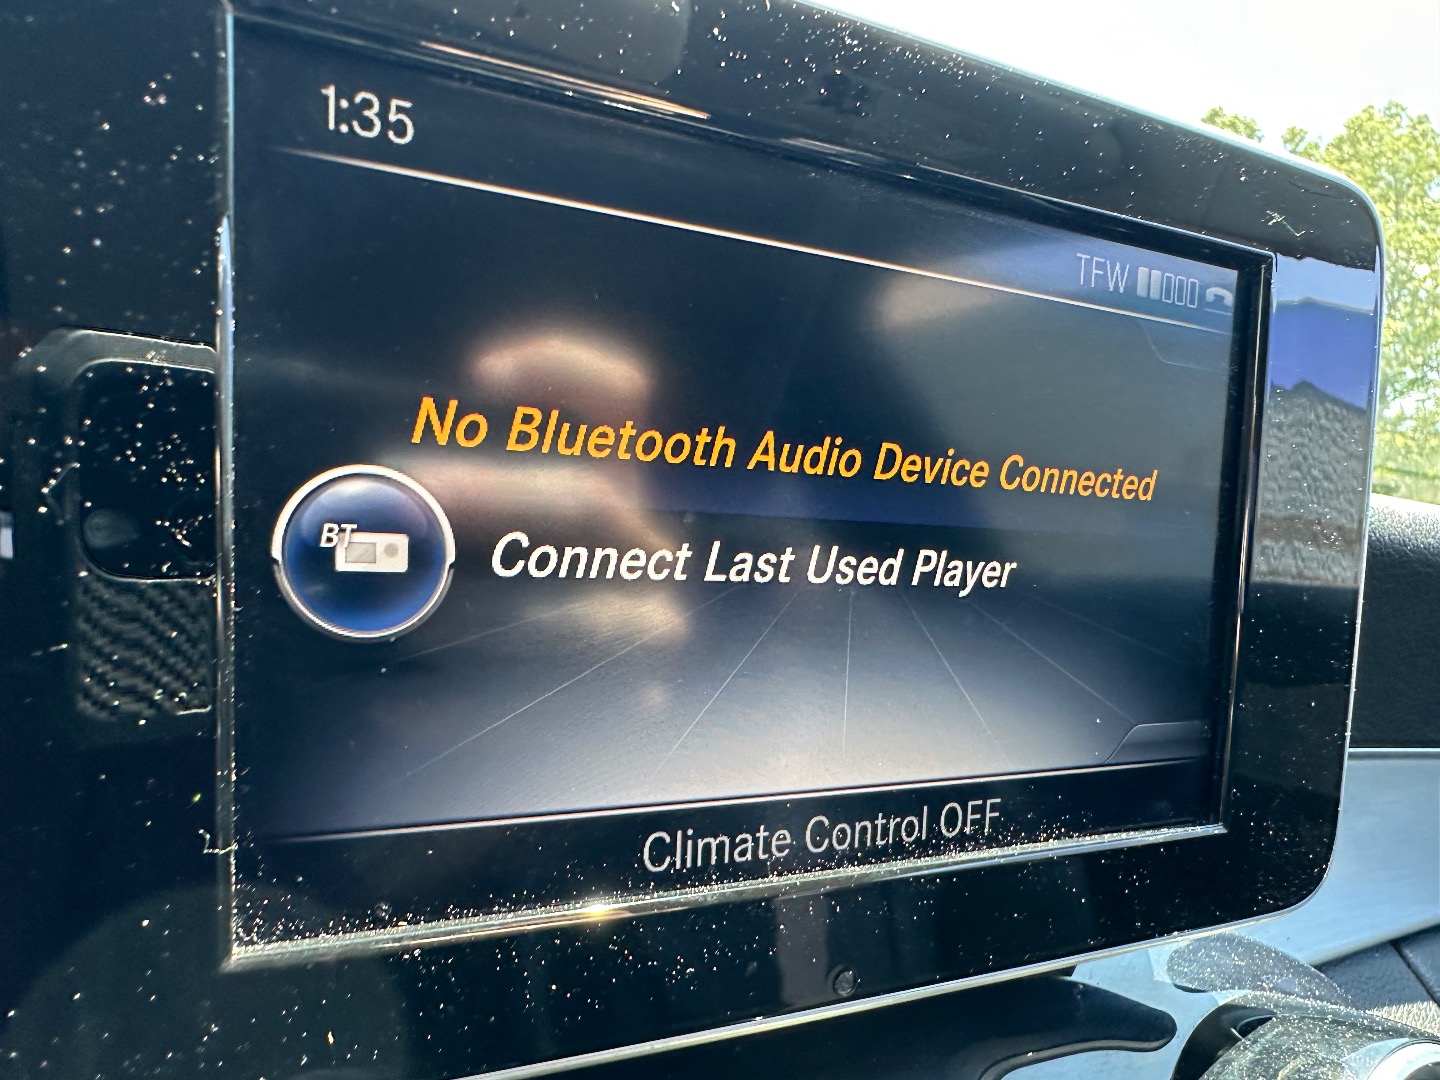 1:35
TFW
No Bluetooth Audio Device Connected
BT
Connect Last Used Player
Climate Control OFF